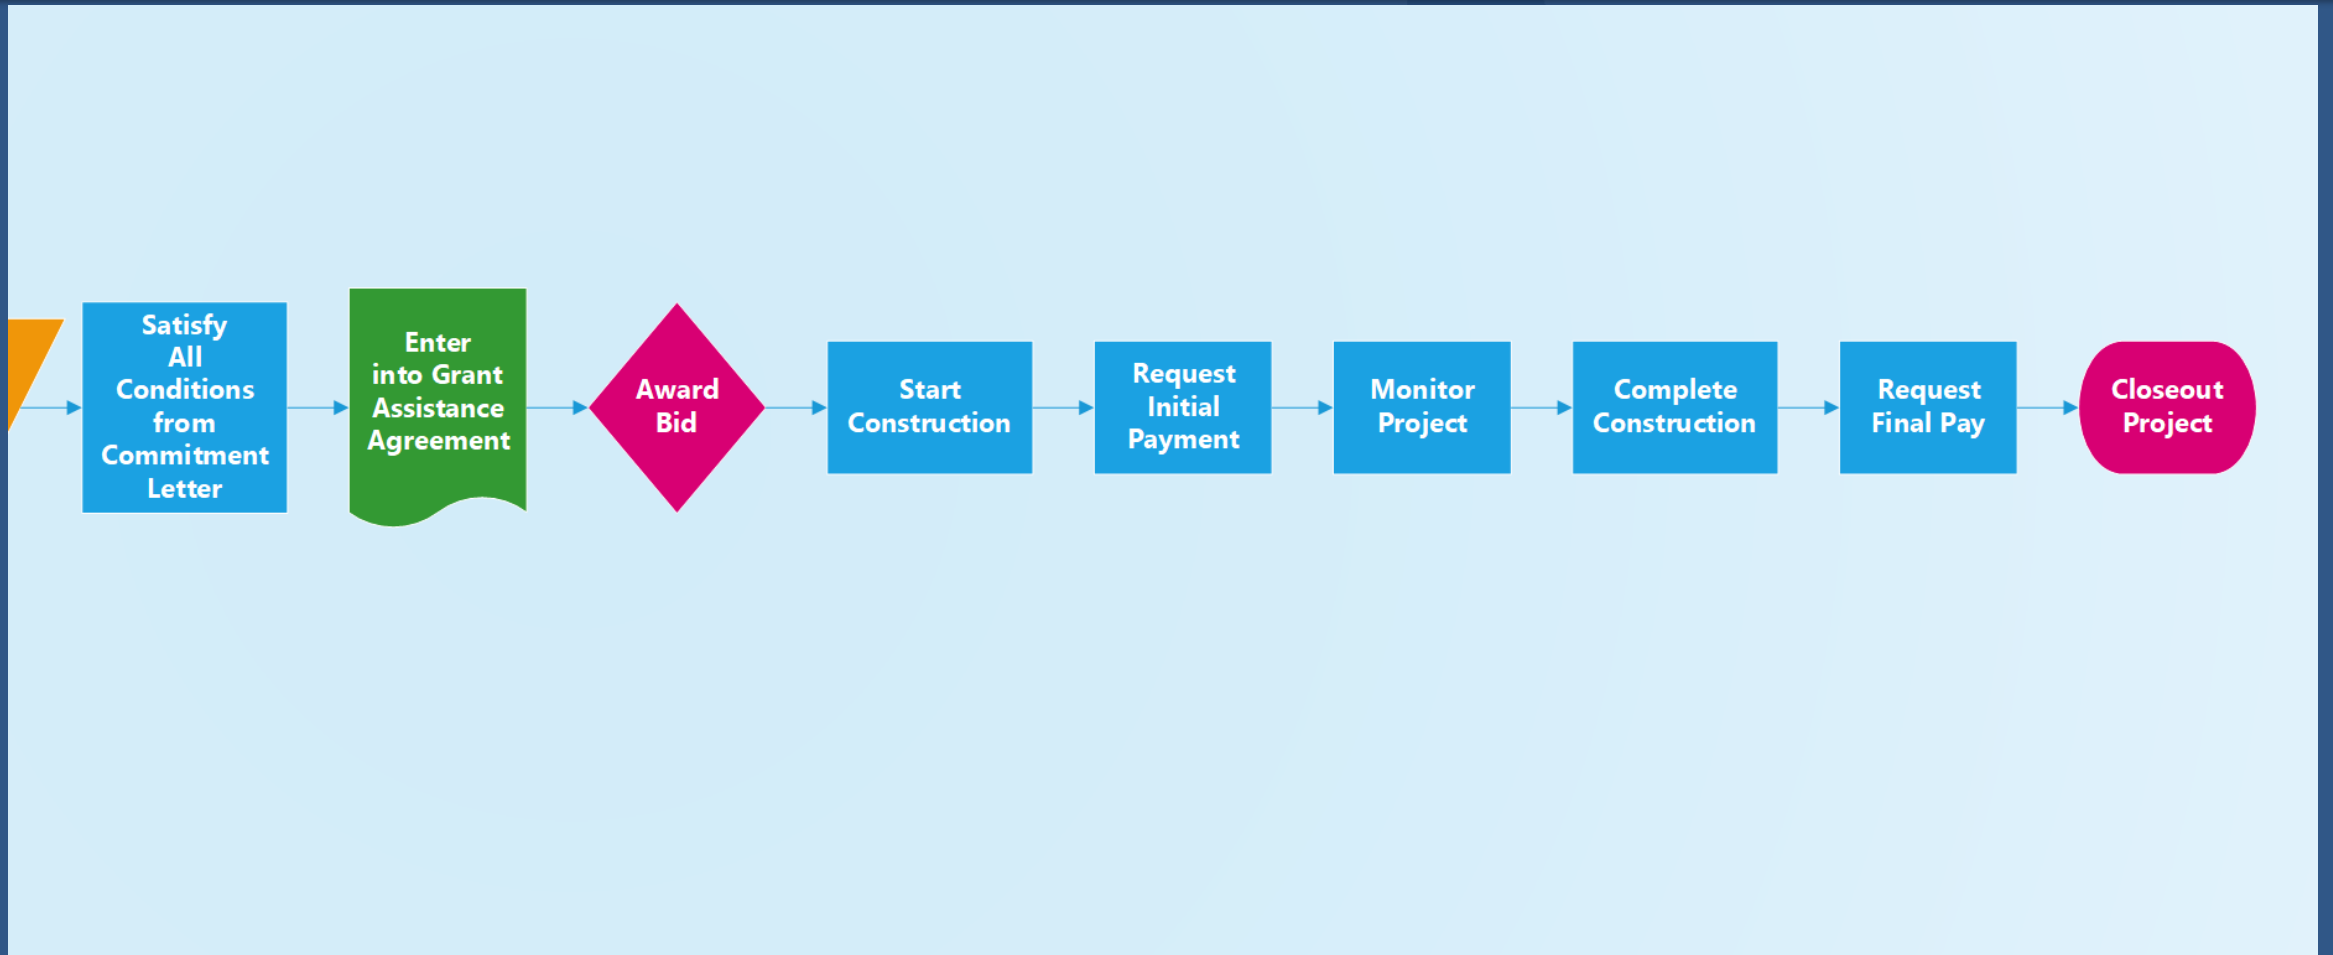 Satisfy
All
Conditions
from
Commitment
Letter
Enter
into Grant
Assistance
Agreement
Award
Bid
Start
Construction
Request
Initial
Payment
Monitor
Project
Complete
Construction
Request
Final Pay
Closeout
Project